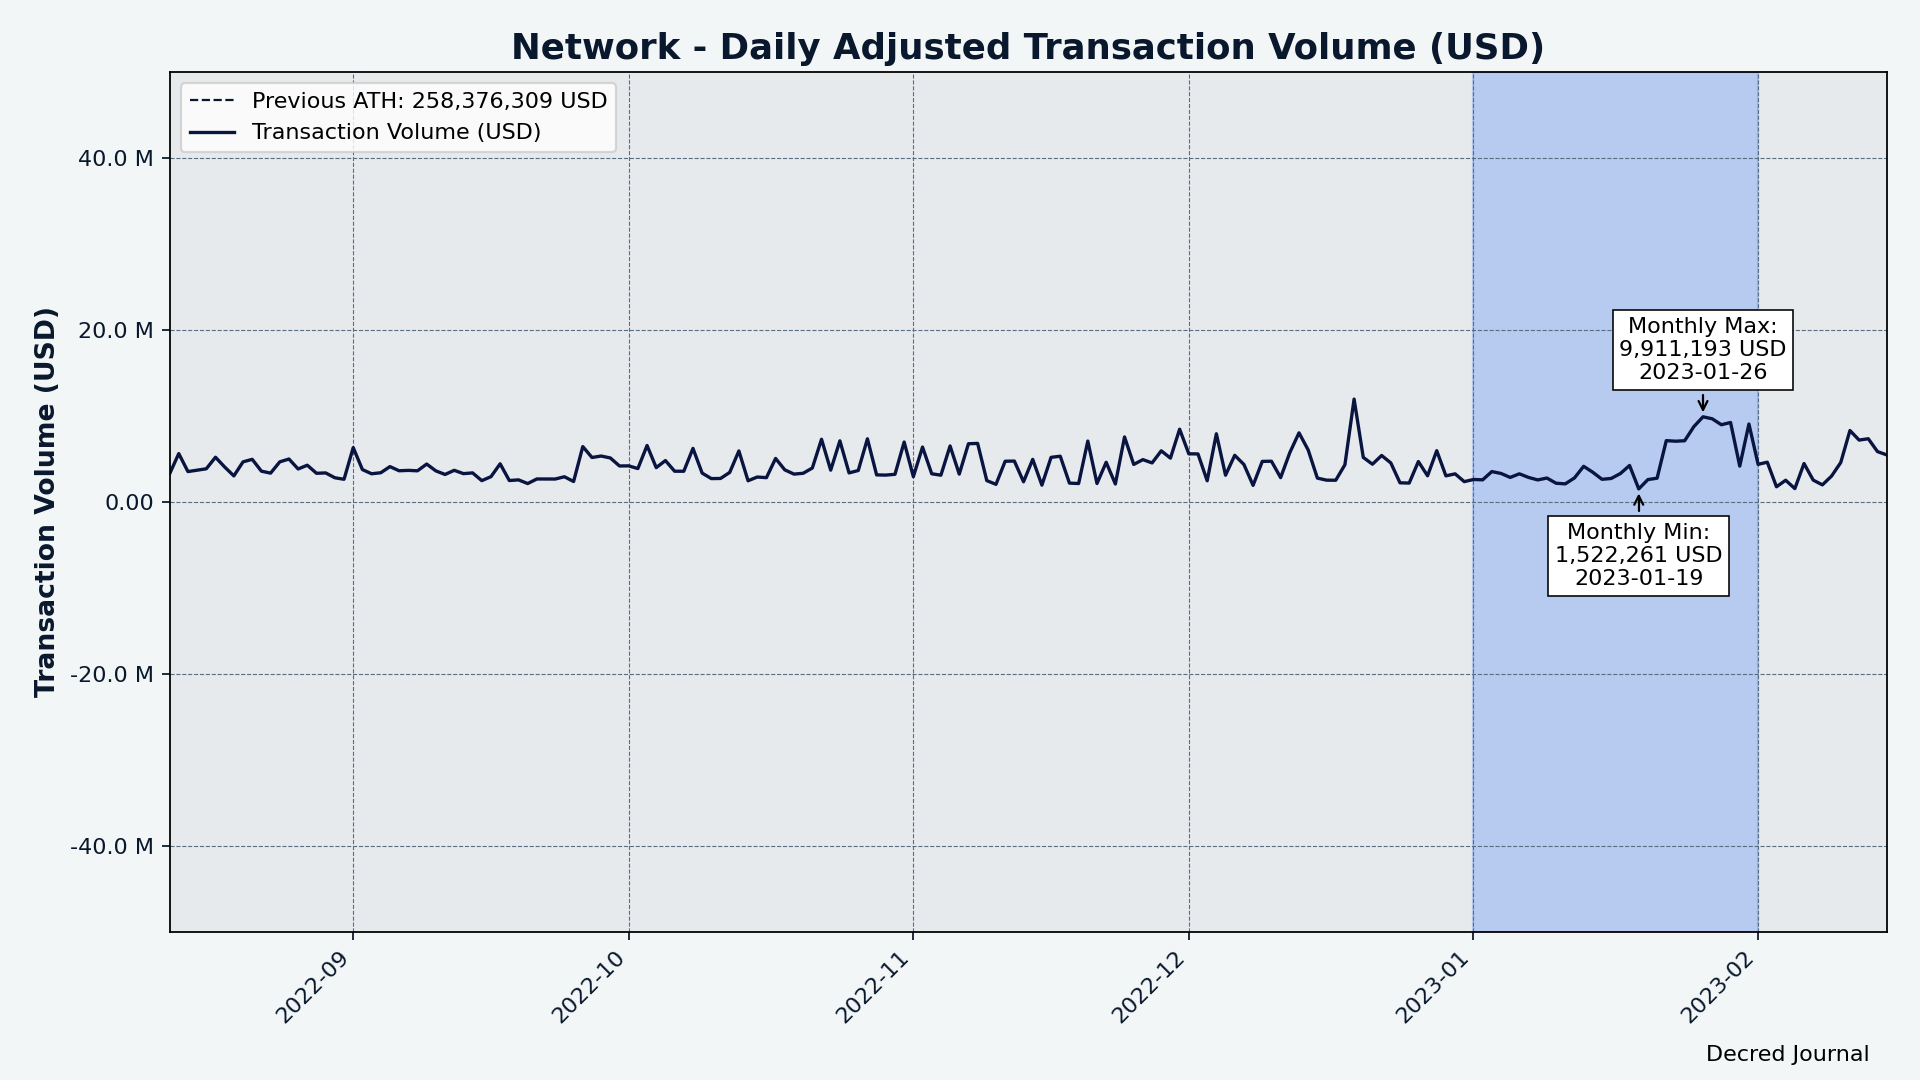 Network - Daily Adjusted Transaction Volume (USD)
Previous ATH: 258,376,309 USD
Transaction Volume (USD)
Transaction Volume (USD)
40.0 M
20.0 M
0.00
-20.0 M
-40.0 M
Monthly Max:
9,911,193 USD
2023-01-26
Monthly Min:
1,522,261 USD
2023-01-19
2022-09
2022-10
2022-11
2022-12
2023-01
2023-02
Decred Journal